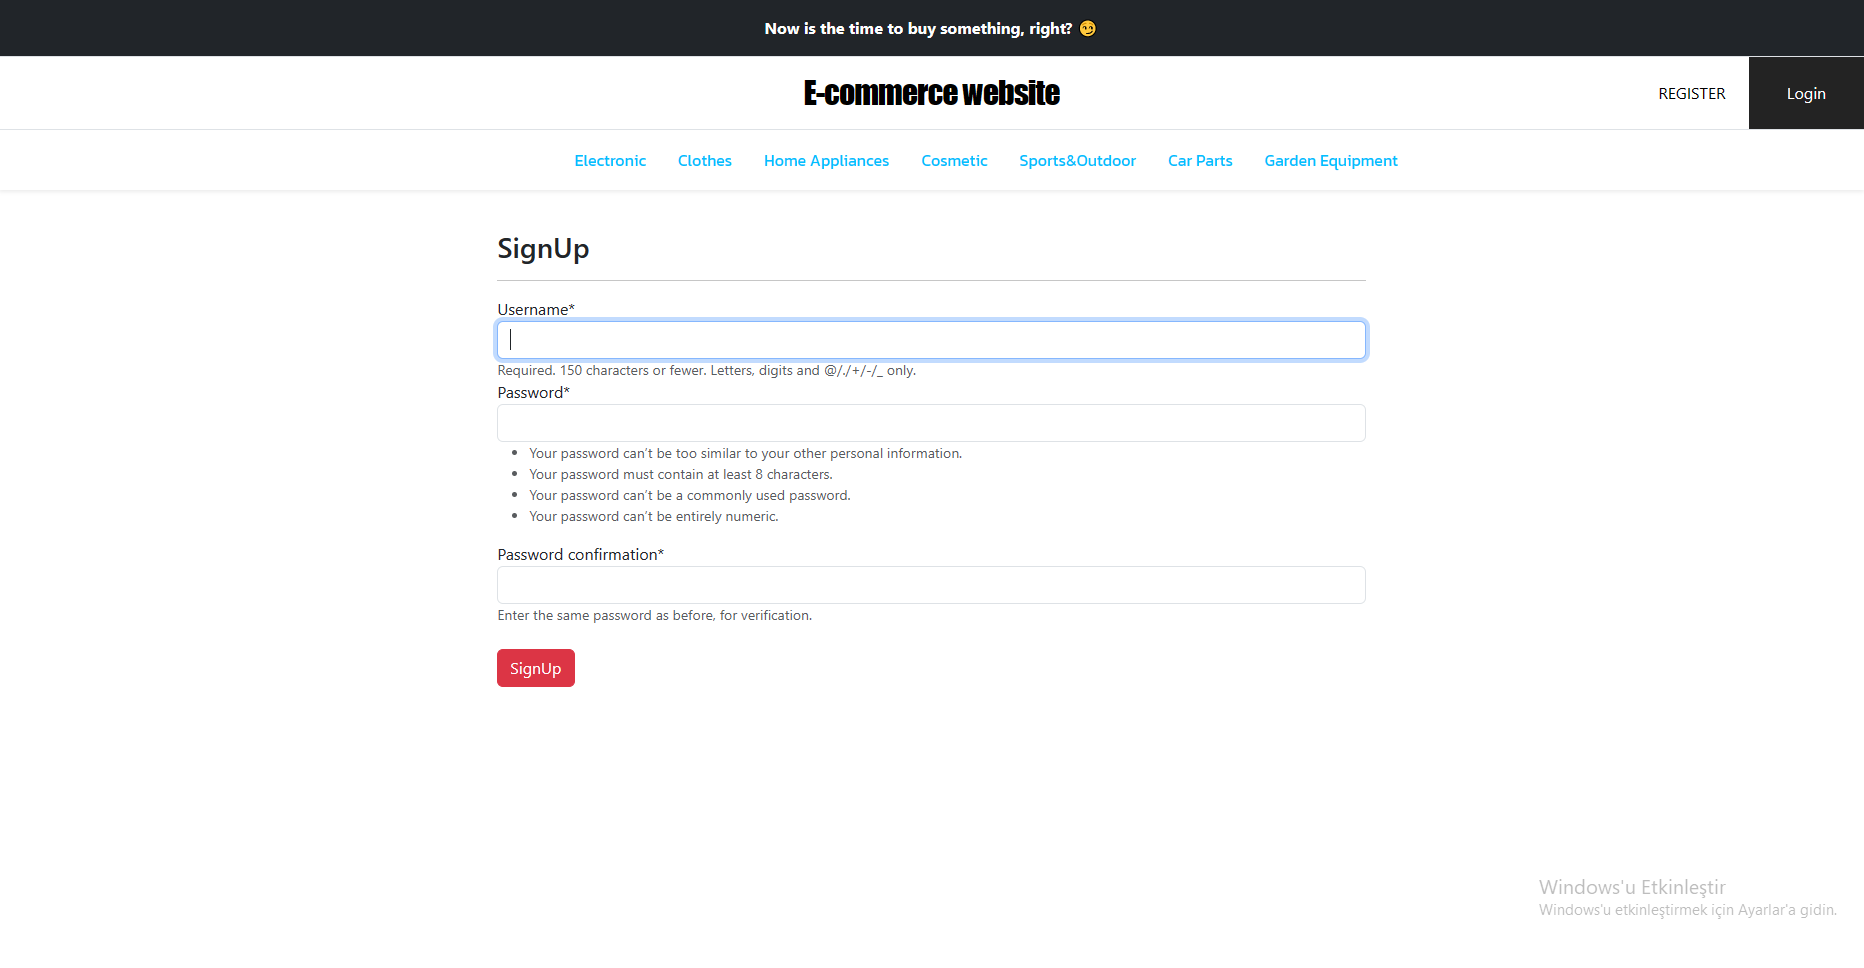 Now is the time to buy something, right? 😏
E-commerce website
REGISTER
Login
Electronic Clothes Home Appliances Cosmetic Sports&Outdoor Car Parts Garden Equipment
SignUp
Username*
Required. 150 characters or fewer. Letters, digits and @/./+/-/_ only.
Password*
Your password can’t be too similar to your other personal information.
Your password must contain at least 8 characters.
Your password can’t be a commonly used password.
Your password can’t be entirely numeric.
Password confirmation*
Enter the same password as before, for verification.
SignUp
Windows'u Etkinleştir
Windows'u etkinleştirmek için Ayarlar'a gidin.